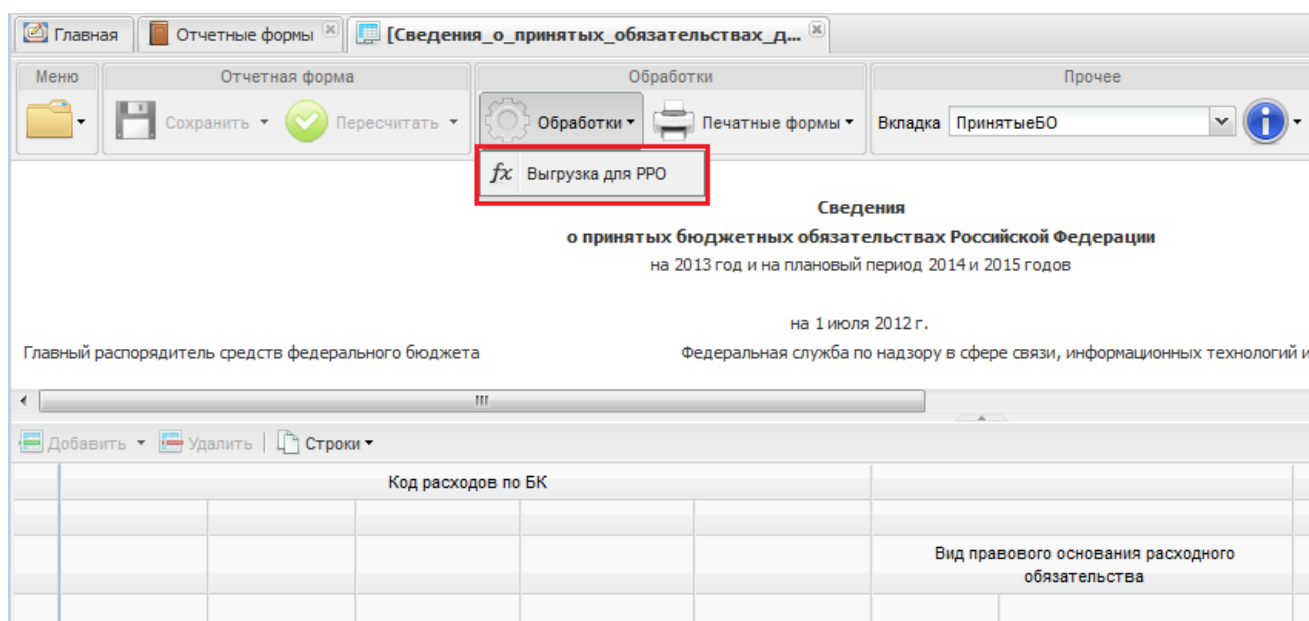 Главная Отчетные формы [Сведения_о_принятых_обязательствах_д...
Меню Отчетная форма Обработки Прочее
Сохранить Пересчитать Обработки Печатные формы Вкладка ПринятыеБО
fx Выгрузка для РРО
Сведения
о принятых бюджетных обязательствах Российской Федерации
на 2013 год и на плановый период 2014 и 2015 годов
на 1 июля 2012 г.
Главный распорядитель средств федерального бюджета Федеральная служба по надзору в сфере связи, информационных технологий и
Добавить Удалить Строки
Код расходов по БК
Вид правового основания расходного
обязательства